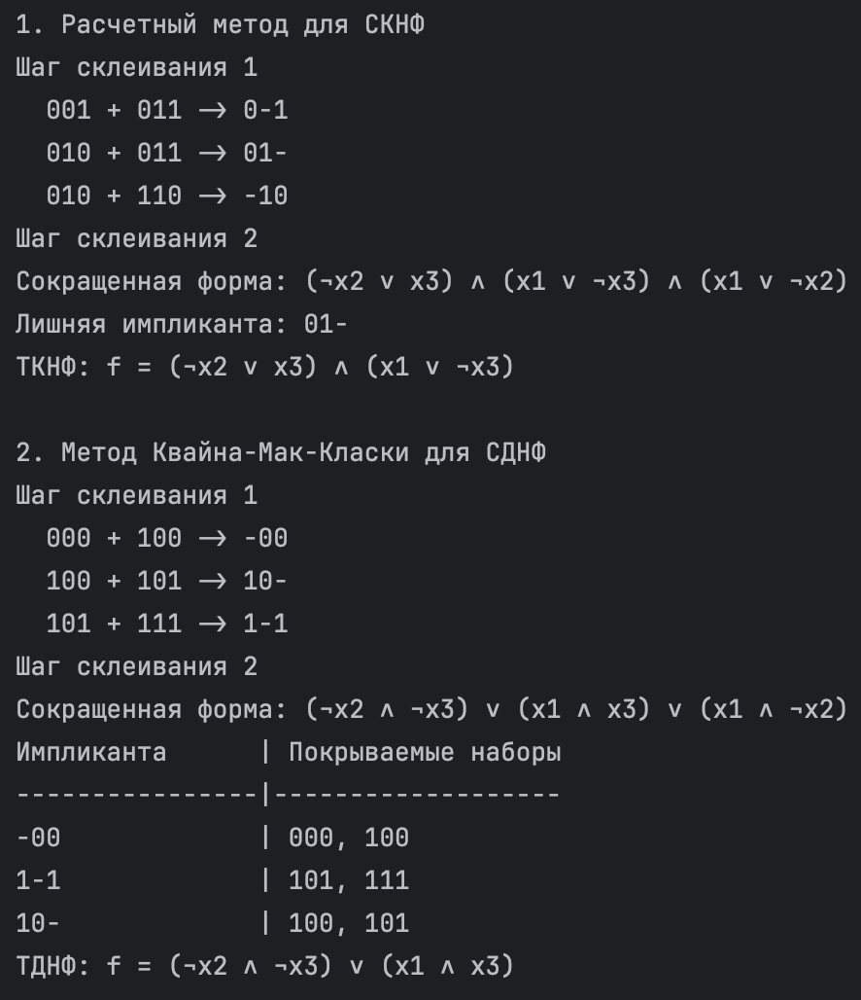 1. Расчетный метод для СКНФ
Шаг склеивания 1
  001 + 011 –> 0-1
  010 + 011 –> 01-
  010 + 110 –> -10
Шаг склеивания 2
Сокращенная форма: (¬x2 ∨ x3) ∧ (x1 ∨ ¬x3) ∧ (x1 ∨ ¬x2)
Лишняя импликанта: 01-
ТКНФ: f = (¬x2 ∨ x3) ∧ (x1 ∨ ¬x3)

2. Метод Квайна-Мак-Класки для СДНФ
Шаг склеивания 1
  000 + 100 –> -00
  100 + 101 –> 10-
  101 + 111 –> 1-1
Шаг склеивания 2
Сокращенная форма: (¬x2 ∧ ¬x3) ∨ (x1 ∧ x3) ∨ (x1 ∧ ¬x2)
Импликанта      | Покрываемые наборы
----------------|-------------------
-00             | 000, 100
1-1             | 101, 111
10-             | 100, 101
ТДНФ: f = (¬x2 ∧ ¬x3) ∨ (x1 ∧ x3)